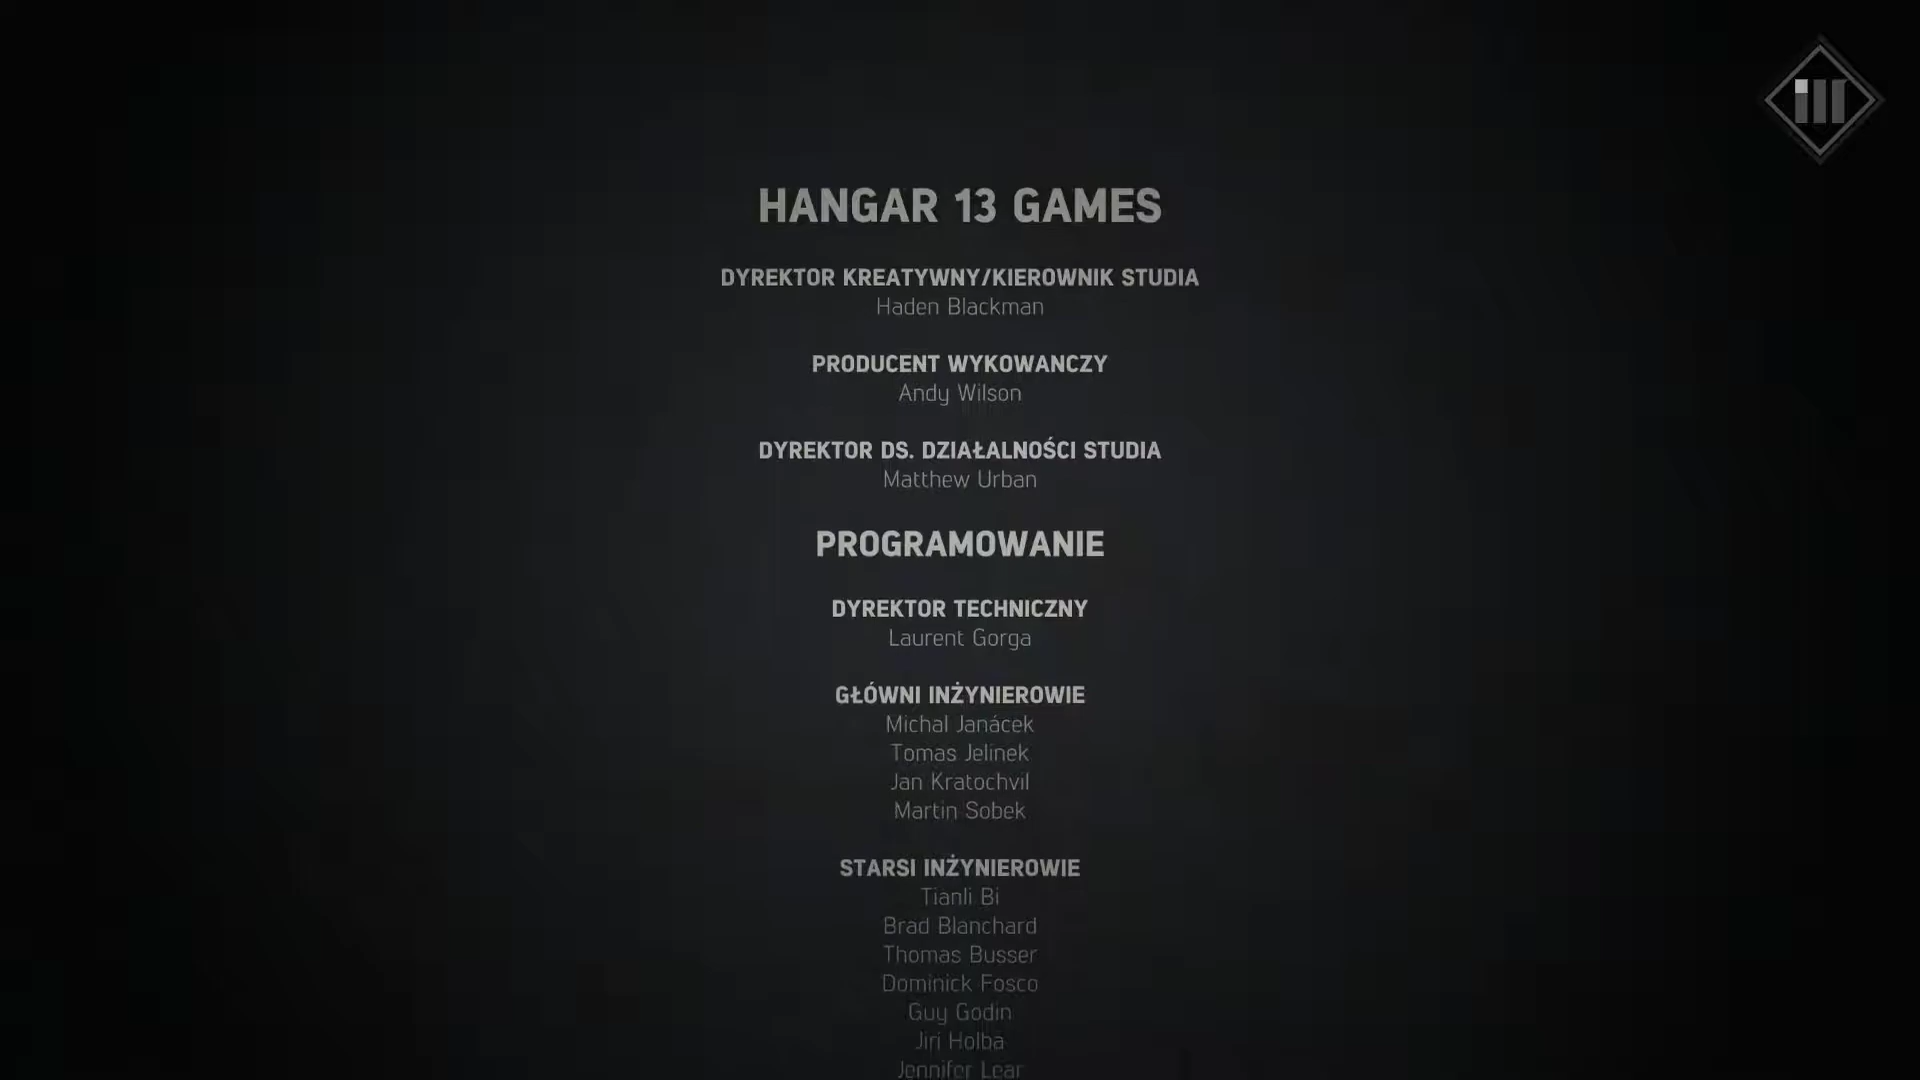 HANGAR 13 GAMES
DYREKTOR KREATYWNY/KIEROWNIK STUDIA
Haden Blackman
PRODUCENT WYKOWANCZY
Andy Wilson
DYREKTOR DS. DZIAŁALNOŚCI STUDIA
Matthew Urban
PROGRAMOWANIE
DYREKTOR TECHNICZNY
Laurent Gorga
GŁÓWNI INŻYNIEROWIE
Michal Janácek
Tomas Jelinek
Jan Kratochvil
Martin Sobek
STARSI INŻYNIEROWIE
Tianli Bi
Brad Blanchard
Thomas Busser
Dominick Fosco
Guy Godin
Jiri Holba
Jennifer Lear